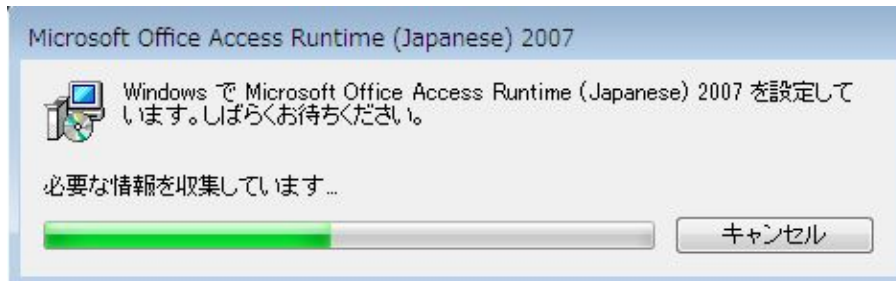 Microsoft Office Access Runtime (Japanese) 2007
Windows で Microsoft Office Access Runtime (Japanese) 2007 を設定して
います。しばらくお待ちください。
必要な情報を収集しています...
キャンセル